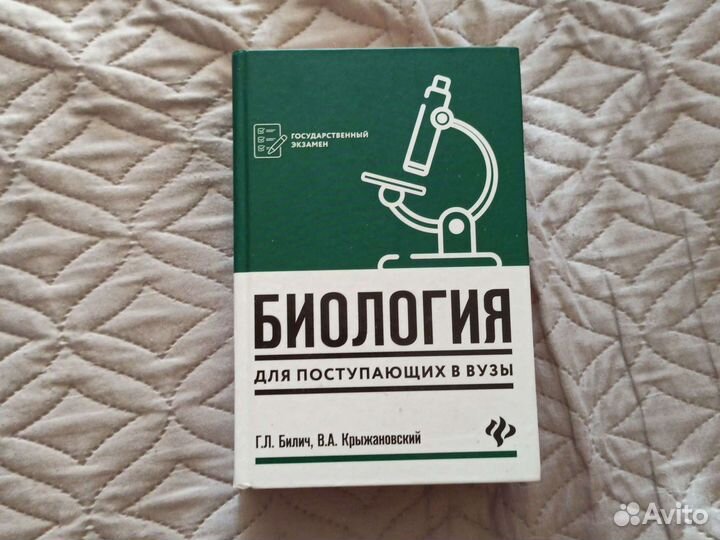 ГОСУДАРСТВЕННЫЙ
ЭКЗАМЕН
БИОЛОГИЯ
ДЛЯ ПОСТУПАЮЩИХ В ВУЗЫ
Г.Л. Билич, В.А. Крыжановский
Avito